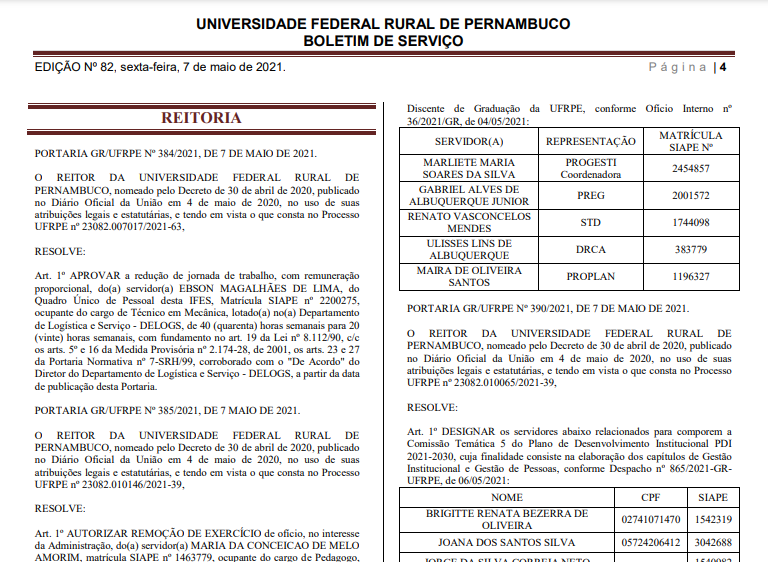 UNIVERSIDADE FEDERAL RURAL DE PERNAMBUCO
BOLETIM DE SERVIÇO
EDIÇÃO Nº 82, sexta-feira, 7 de maio de 2021.
Página | 4
REITORIA
PORTARIA GR/UFRPE Nº 384/2021, DE 7 DE MAIO DE 2021.
O REITOR DA UNIVERSIDADE FEDERAL RURAL DE
PERNAMBUCO, nomeado pelo Decreto de 30 de abril de 2020, publicado
no Diário Oficial da União em 4 de maio de 2020, no uso de suas
atribuições legais e estatutárias, e tendo em vista o que consta no Processo
UFRPE nº 23082.007017/2021-63,
RESOLVE:
Art. 1º APROVAR a redução de jornada de trabalho, com remuneração
proporcional, do(a) servidor(a) EBSON MAGALHÃES DE LIMA, do
Quadro Único de Pessoal desta IFES, Matrícula SIAPE nº 2200275,
ocupante do cargo de Técnico em Mecânica, lotado(a) no(a) Departamento
de Logística e Serviço - DELOGS, de 40 (quarenta) horas semanais para 20
(vinte) horas semanais, com fundamento no art. 19 da Lei nº 8.112/90, c/c
os arts. 5º e 16 da Medida Provisória nº 2.174-28, de 2001, os arts. 23 e 27
da Portaria Normativa nº 7-SRH/99, corroborado com o "De Acordo" do
Diretor do Departamento de Logística e Serviço - DELOGS, a partir da data
de publicação desta Portaria.
PORTARIA GR/UFRPE Nº 385/2021, DE 7 MAIO DE 2021.
O REITOR DA UNIVERSIDADE FEDERAL RURAL DE
PERNAMBUCO, nomeado pelo Decreto de 30 de abril de 2020, publicado
no Diário Oficial da União em 4 de maio de 2020, no uso de suas
atribuições legais e estatutárias, e tendo em vista o que consta no Processo
UFRPE nº 23082.010146/2021-39,
RESOLVE:
Art. 1º AUTORIZAR REMOÇÃO DE EXERCÍCIO de ofício, no interesse
da Administração, do(a) servidor(a) MARIA DA CONCEICAO DE MELO
AMORIM, matrícula SIAPE nº 1463779, ocupante do cargo de Pedagogo,
Discente de Graduação da UFRPE, conforme Ofício Interno nº
36/2021/GR, de 04/05/2021:
SERVIDOR(A) REPRESENTAÇÃO MATRÍCULA SIAPE Nº
MARLIETE MARIA SOARES DA SILVA PROGESTI Coordenadora 2454857
GABRIEL ALVES DE ALBUQUERQUE JUNIOR PREG 2001572
RENATO VASCONCELOS MENDES STD 1744098
ULISSES LINS DE ALBUQUERQUE DRCA 383779
MAIRA DE OLIVEIRA SANTOS PROPLAN 1196327
PORTARIA GR/UFRPE Nº 390/2021, DE 7 DE MAIO DE 2021.
O REITOR DA UNIVERSIDADE FEDERAL RURAL DE
PERNAMBUCO, nomeado pelo Decreto de 30 de abril de 2020, publicado
no Diário Oficial da União em 4 de maio de 2020, no uso de suas
atribuições legais e estatutárias, e tendo em vista o que consta no Processo
UFRPE nº 23082.010065/2021-39,
RESOLVE:
Art. 1º DESIGNAR os servidores abaixo relacionados para comporem a
Comissão Temática 5 do Plano de Desenvolvimento Institucional PDI
2021-2030, cuja finalidade consiste na elaboração dos capítulos de Gestão
Institucional e Gestão de Pessoas, conforme Despacho nº 865/2021-GR-
UFRPE, de 06/05/2021:
NOME CPF SIAPE
BRIGITTE RENATA BEZERRA DE OLIVEIRA 02741071470 1542319
JOANA DOS SANTOS SILVA 05724206412 3042688
JORGE DA SILVA CORREIA NETO